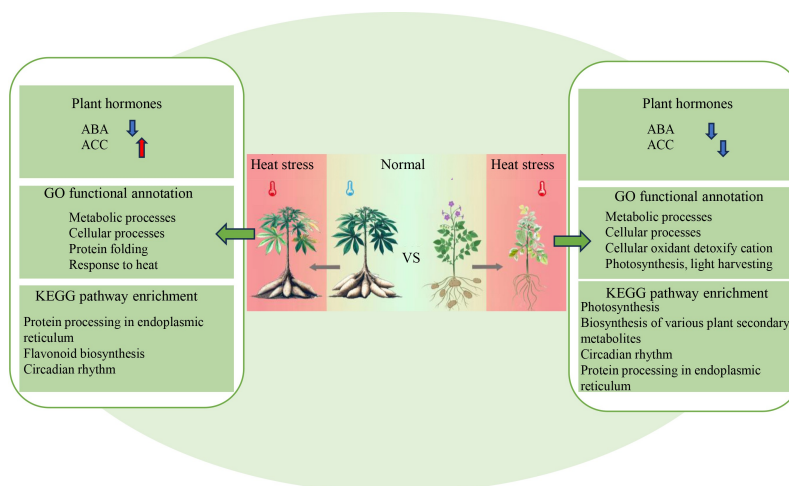 Plant hormones
ABA
ACC
GO functional annotation
Metabolic processes
Cellular processes
Protein folding
Response to heat
KEGG pathway enrichment
Protein processing in endoplasmic
reticulum
Flavonoid biosynthesis
Circadian rhythm
Heat stress
Normal
Heat stress
VS
Plant hormones
ABA
ACC
GO functional annotation
Metabolic processes
Cellular processes
Cellular oxidant detoxify cation
Photosynthesis, light harvesting
KEGG pathway enrichment
Photosynthesis
Biosynthesis of various plant secondary
metabolites
Circadian rhythm
Protein processing in endoplasmic
reticulum